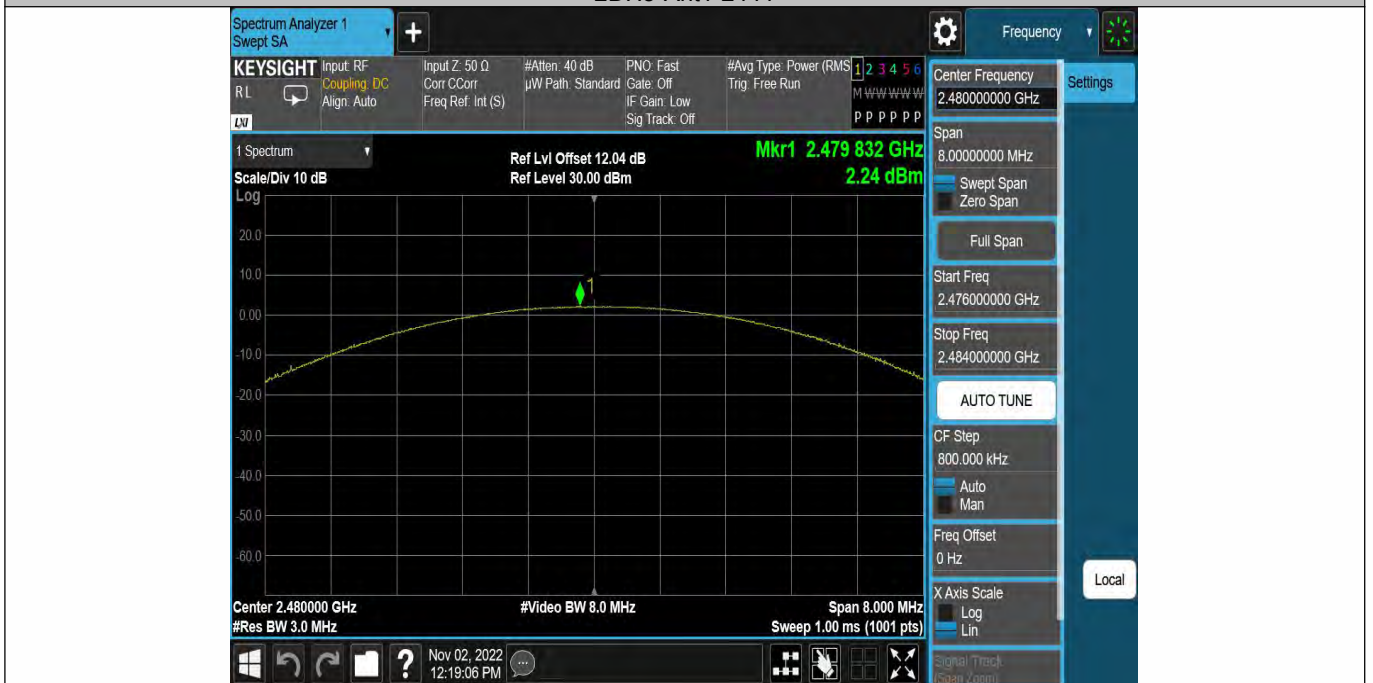 Spectrum Analyzer 1
Swept SA
Frequency
KEYSIGHT
RL
LXI
Input: RF
Coupling: DC
Align: Auto
Input Z: 50 Ω
Corr CCorr
Freq Ref: Int (S)
#Atten: 40 dB
µW Path: Standard
PNO: Fast
Gate: Off
IF Gain: Low
Sig Track: Off
#Avg Type: Power (RMS
Trig: Free Run
1 2 3 4 5 6
M W W W W W
P P P P P P
1 Spectrum
Scale/Div 10 dB
Ref Lvl Offset 12.04 dB
Ref Level 30.00 dBm
Mkr1 2.479 832 GHz
2.24 dBm
Log
20.0
10.0
1
0.00
-10.0
-20.0
-30.0
-40.0
-50.0
-60.0
Center 2.480000 GHz
#Video BW 8.0 MHz
Span 8.000 MHz
#Res BW 3.0 MHz
Sweep 1.00 ms (1001 pts)
Nov 02, 2022
12:19:06 PM
Center Frequency
2.480000000 GHz
Settings
Span
8.00000000 MHz
Swept Span
Zero Span
Full Span
Start Freq
2.476000000 GHz
Stop Freq
2.484000000 GHz
AUTO TUNE
CF Step
800.000 kHz
Auto
Man
Freq Offset
0 Hz
Local
X Axis Scale
Log
Lin
Signal Track
(Span Zoom)